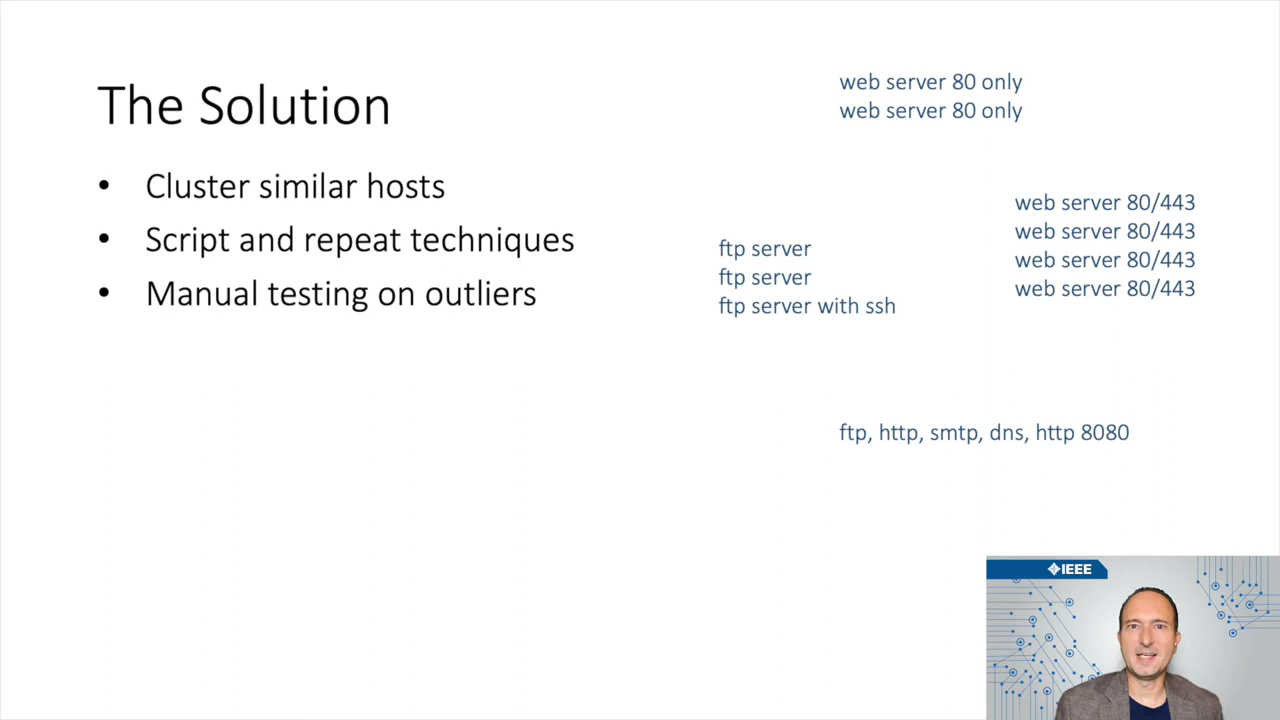 The Solution
• Cluster similar hosts
• Script and repeat techniques
• Manual testing on outliers
web server 80 only
web server 80 only
web server 80/443
web server 80/443
web server 80/443
web server 80/443
ftp server
ftp server
ftp server with ssh
ftp, http, smtp, dns, http 8080
IEEE